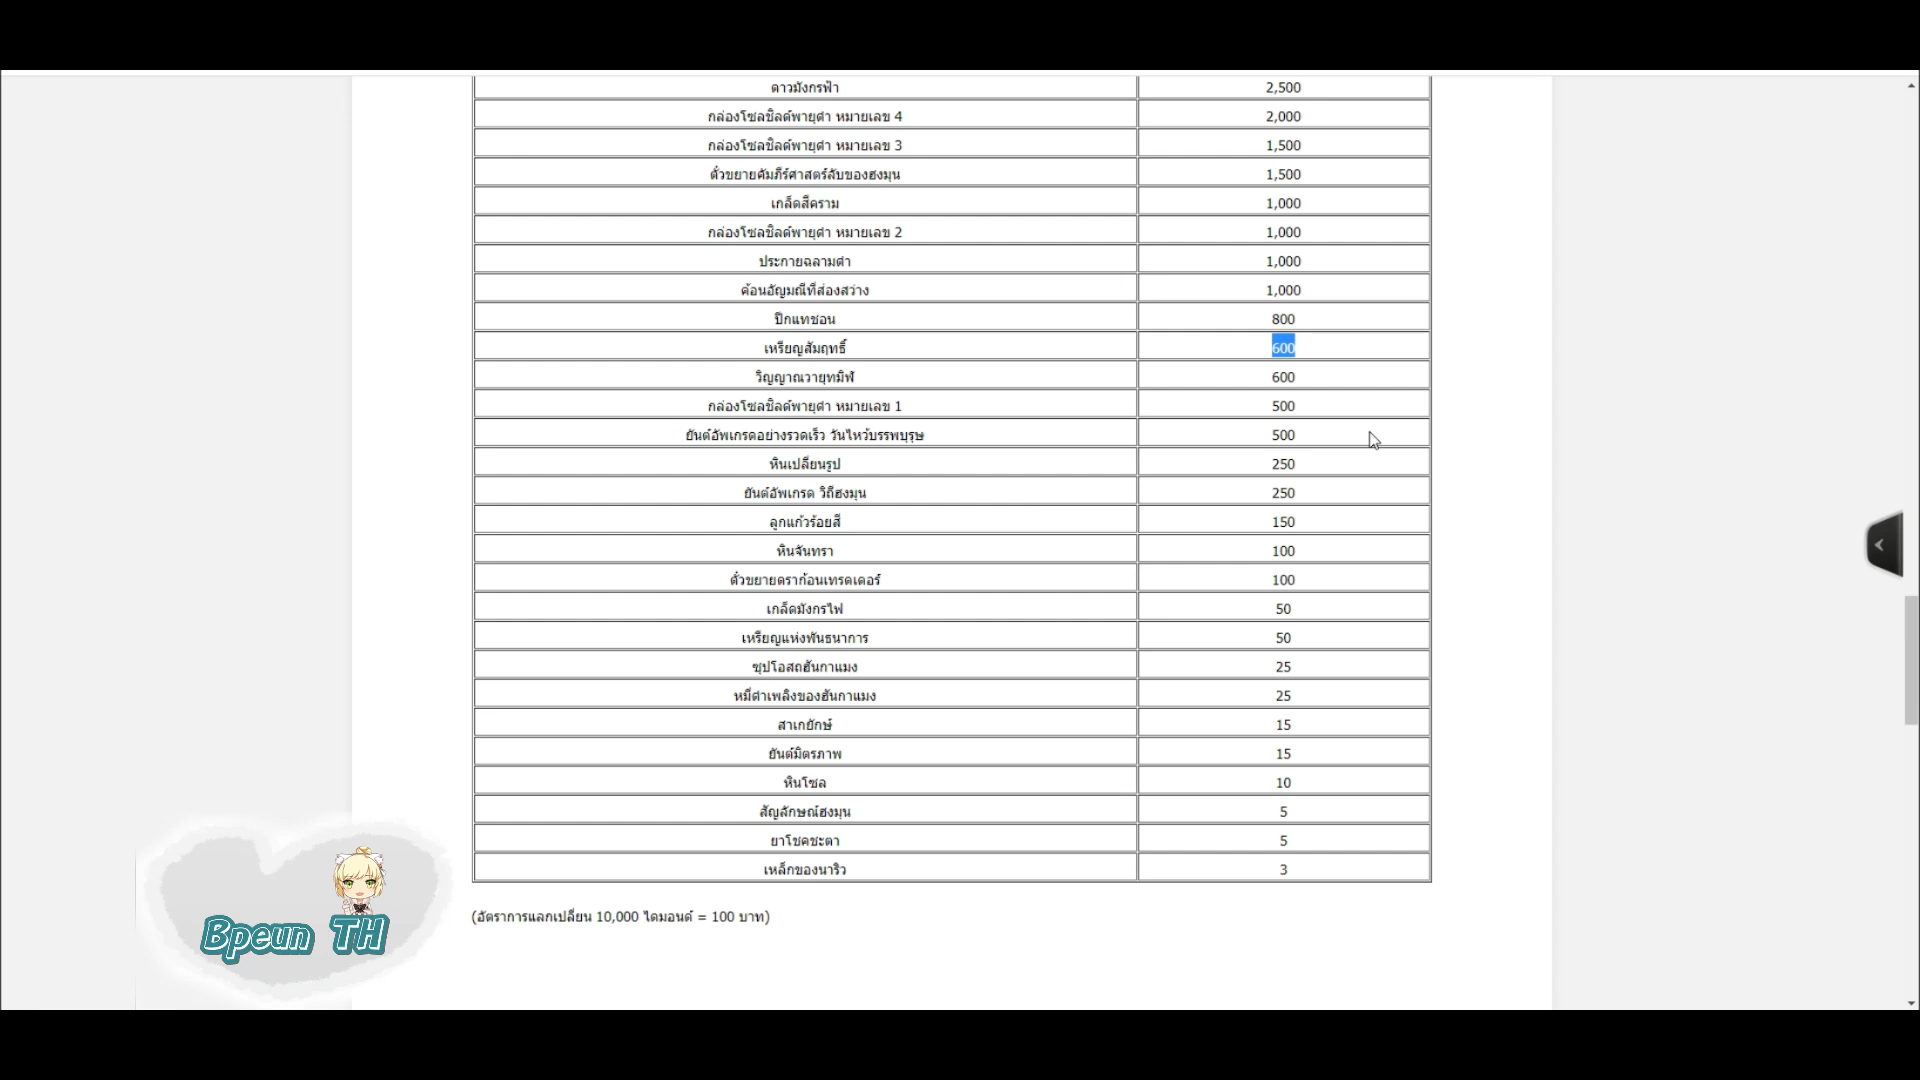 ดาวมังกรฟ้า 2,500
กล่องโซลชิลด์พายุดำ หมายเลข 4 2,000
กล่องโซลชิลด์พายุดำ หมายเลข 3 1,500
ตั๋วขยายคัมภีร์ศาสตร์ลับของฮงมุน 1,500
เกล็ดสีคราม 1,000
กล่องโซลชิลด์พายุดำ หมายเลข 2 1,000
ประกายฉลามดำ 1,000
ค้อนอัญมณีที่ส่องสว่าง 1,000
ปีกแทชอน 800
เหรียญสัมฤทธิ์ 600
วิญญาณวายุทมิฬ 600
กล่องโซลชิลด์พายุดำ หมายเลข 1 500
ยันต์อัพเกรดอย่างรวดเร็ว วันไหว้บรรพบุรุษ 500
หินเปลี่ยนรูป 250
ยันต์อัพเกรด วิถีฮงมุน 250
ลูกแก้วร้อยสี 150
หินจันทรา 100
ตั๋วขยายดราก้อนเทรดเดอร์ 100
เกล็ดมังกรไฟ 50
เหรียญแห่งพันธนาการ 50
ซุปโอสถฮันกาแมง 25
หมี่ดำเพลิงของฮันกาแมง 25
สาเกยักษ์ 15
ยันต์มิตรภาพ 15
หินโซล 10
สัญลักษณ์ฮงมุน 5
ยาโชคชะตา 5
เหล็กของนาริว 3
(อัตราการแลกเปลี่ยน 10,000 ไดมอนด์ = 100 บาท)
Bpeun TH